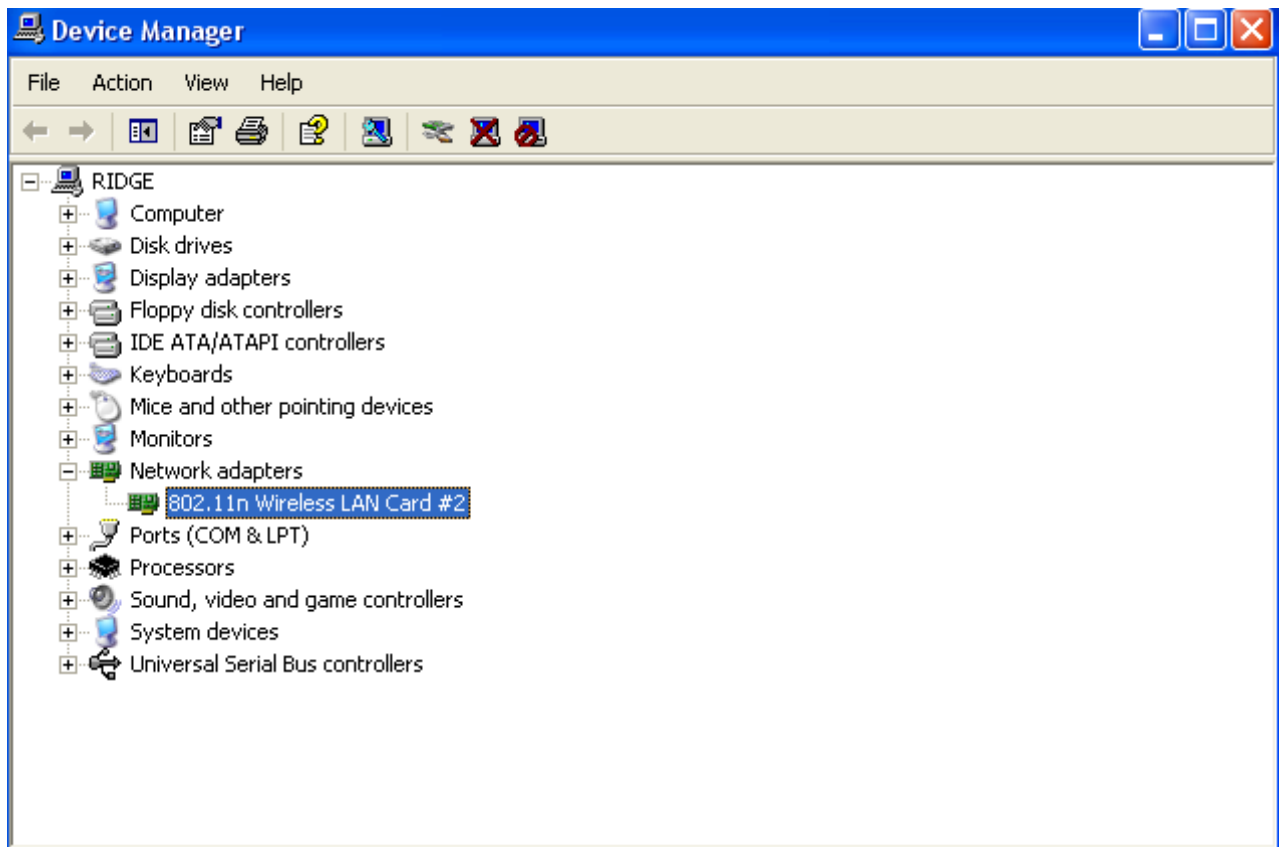 Device Manager
File Action View Help
RIDGE
Computer
Disk drives
Display adapters
Floppy disk controllers
IDE ATA/ATAPI controllers
Keyboards
Mice and other pointing devices
Monitors
Network adapters
802.11n Wireless LAN Card #2
Ports (COM & LPT)
Processors
Sound, video and game controllers
System devices
Universal Serial Bus controllers